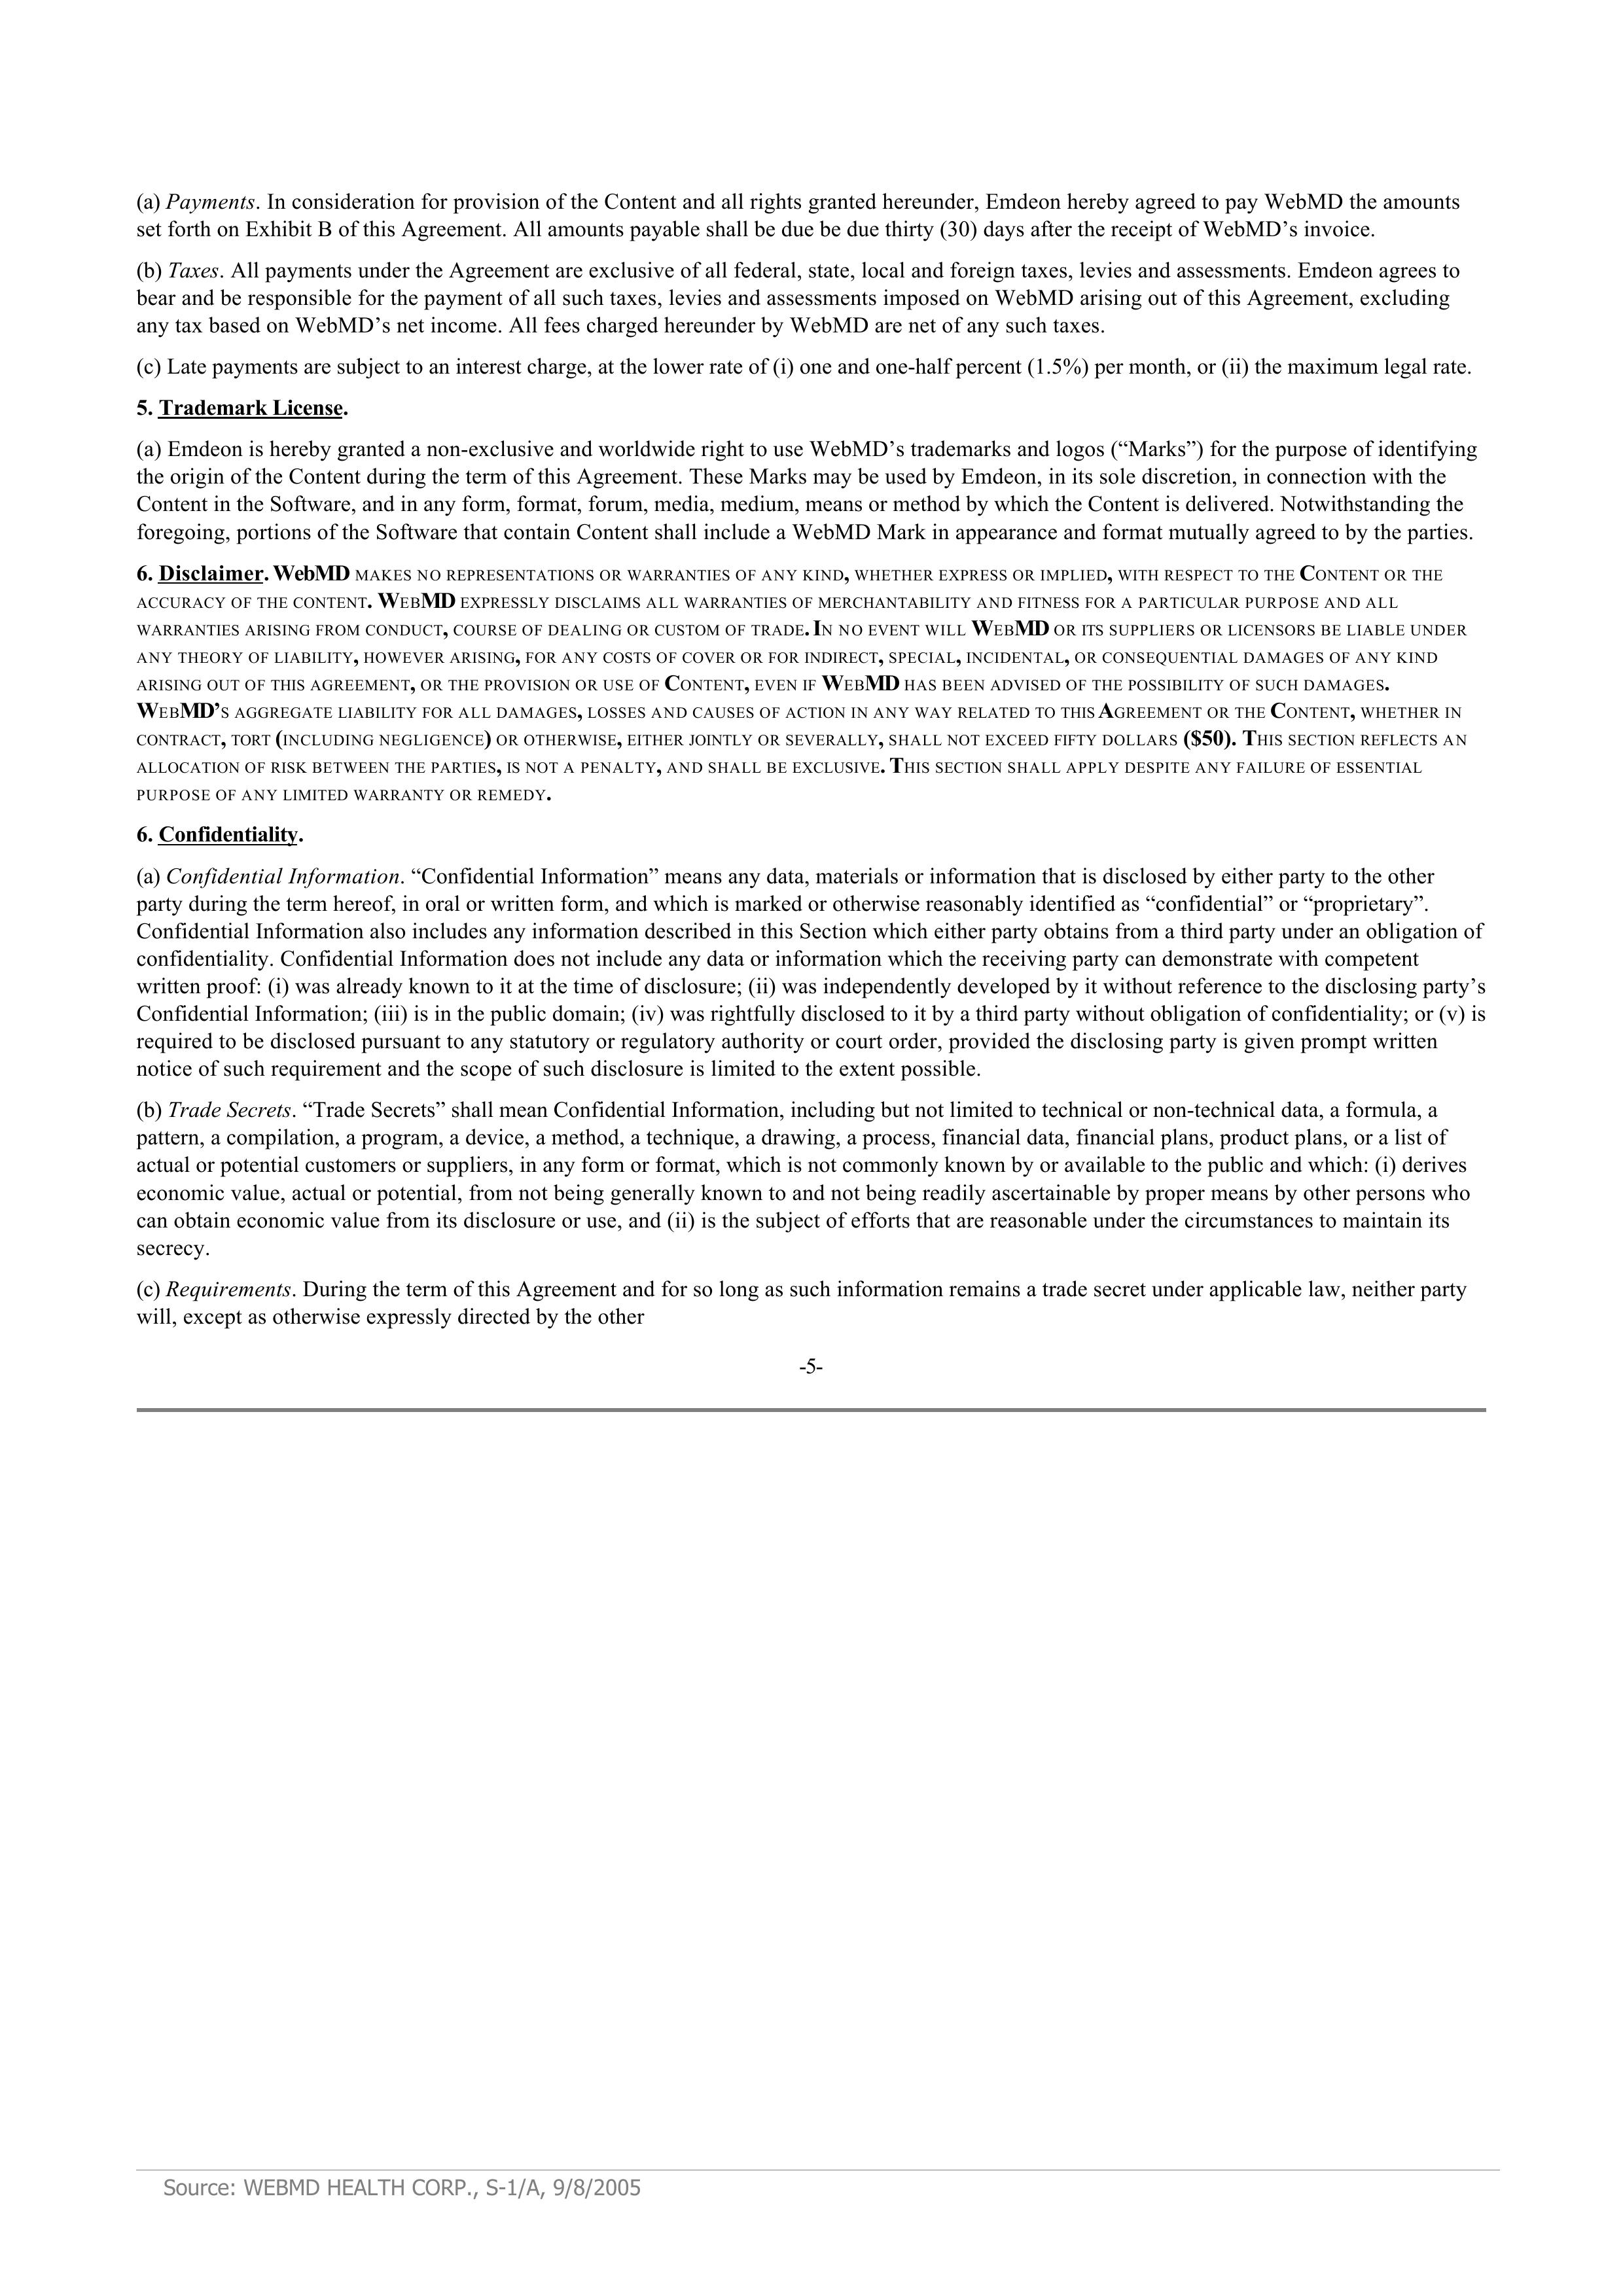 (a) Payments. In consideration for provision of the Content and all rights granted hereunder, Emdeon hereby agreed to pay WebMD the amounts
set forth on Exhibit B of this Agreement. All amounts payable shall be due be due thirty (30) days after the receipt of WebMD’s invoice.
(b) Taxes. All payments under the Agreement are exclusive of all federal, state, local and foreign taxes, levies and assessments. Emdeon agrees to
bear and be responsible for the payment of all such taxes, levies and assessments imposed on WebMD arising out of this Agreement, excluding
any tax based on WebMD’s net income. All fees charged hereunder by WebMD are net of any such taxes.
(c) Late payments are subject to an interest charge, at the lower rate of (i) one and one-half percent (1.5%) per month, or (ii) the maximum legal rate.
5. Trademark License.
(a) Emdeon is hereby granted a non-exclusive and worldwide right to use WebMD’s trademarks and logos (“Marks”) for the purpose of identifying
the origin of the Content during the term of this Agreement. These Marks may be used by Emdeon, in its sole discretion, in connection with the
Content in the Software, and in any form, format, forum, media, medium, means or method by which the Content is delivered. Notwithstanding the
foregoing, portions of the Software that contain Content shall include a WebMD Mark in appearance and format mutually agreed to by the parties.
6. Disclaimer. WebMD MAKES NO REPRESENTATIONS OR WARRANTIES OF ANY KIND, WHETHER EXPRESS OR IMPLIED, WITH RESPECT TO THE CONTENT OR THE
ACCURACY OF THE CONTENT. WEBMD EXPRESSLY DISCLAIMS ALL WARRANTIES OF MERCHANTABILITY AND FITNESS FOR A PARTICULAR PURPOSE AND ALL
WARRANTIES ARISING FROM CONDUCT, COURSE OF DEALING OR CUSTOM OF TRADE. IN NO EVENT WILL WEBMD OR ITS SUPPLIERS OR LICENSORS BE LIABLE UNDER
ANY THEORY OF LIABILITY, HOWEVER ARISING, FOR ANY COSTS OF COVER OR FOR INDIRECT, SPECIAL, INCIDENTAL, OR CONSEQUENTIAL DAMAGES OF ANY KIND
ARISING OUT OF THIS AGREEMENT, OR THE PROVISION OR USE OF CONTENT, EVEN IF WEBMD HAS BEEN ADVISED OF THE POSSIBILITY OF SUCH DAMAGES.
WEBMD’S AGGREGATE LIABILITY FOR ALL DAMAGES, LOSSES AND CAUSES OF ACTION IN ANY WAY RELATED TO THIS AGREEMENT OR THE CONTENT, WHETHER IN
CONTRACT, TORT (INCLUDING NEGLIGENCE) OR OTHERWISE, EITHER JOINTLY OR SEVERALLY, SHALL NOT EXCEED FIFTY DOLLARS ($50). THIS SECTION REFLECTS AN
ALLOCATION OF RISK BETWEEN THE PARTIES, IS NOT A PENALTY, AND SHALL BE EXCLUSIVE. THIS SECTION SHALL APPLY DESPITE ANY FAILURE OF ESSENTIAL
PURPOSE OF ANY LIMITED WARRANTY OR REMEDY.
6. Confidentiality.
(a) Confidential Information. “Confidential Information” means any data, materials or information that is disclosed by either party to the other
party during the term hereof, in oral or written form, and which is marked or otherwise reasonably identified as “confidential” or “proprietary”.
Confidential Information also includes any information described in this Section which either party obtains from a third party under an obligation of
confidentiality. Confidential Information does not include any data or information which the receiving party can demonstrate with competent
written proof: (i) was already known to it at the time of disclosure; (ii) was independently developed by it without reference to the disclosing party’s
Confidential Information; (iii) is in the public domain; (iv) was rightfully disclosed to it by a third party without obligation of confidentiality; or (v) is
required to be disclosed pursuant to any statutory or regulatory authority or court order, provided the disclosing party is given prompt written
notice of such requirement and the scope of such disclosure is limited to the extent possible.
(b) Trade Secrets. “Trade Secrets” shall mean Confidential Information, including but not limited to technical or non-technical data, a formula, a
pattern, a compilation, a program, a device, a method, a technique, a drawing, a process, financial data, financial plans, product plans, or a list of
actual or potential customers or suppliers, in any form or format, which is not commonly known by or available to the public and which: (i) derives
economic value, actual or potential, from not being generally known to and not being readily ascertainable by proper means by other persons who
can obtain economic value from its disclosure or use, and (ii) is the subject of efforts that are reasonable under the circumstances to maintain its
secrecy.
(c) Requirements. During the term of this Agreement and for so long as such information remains a trade secret under applicable law, neither party
will, except as otherwise expressly directed by the other
-5-
Source: WEBMD HEALTH CORP., S-1/A, 9/8/2005